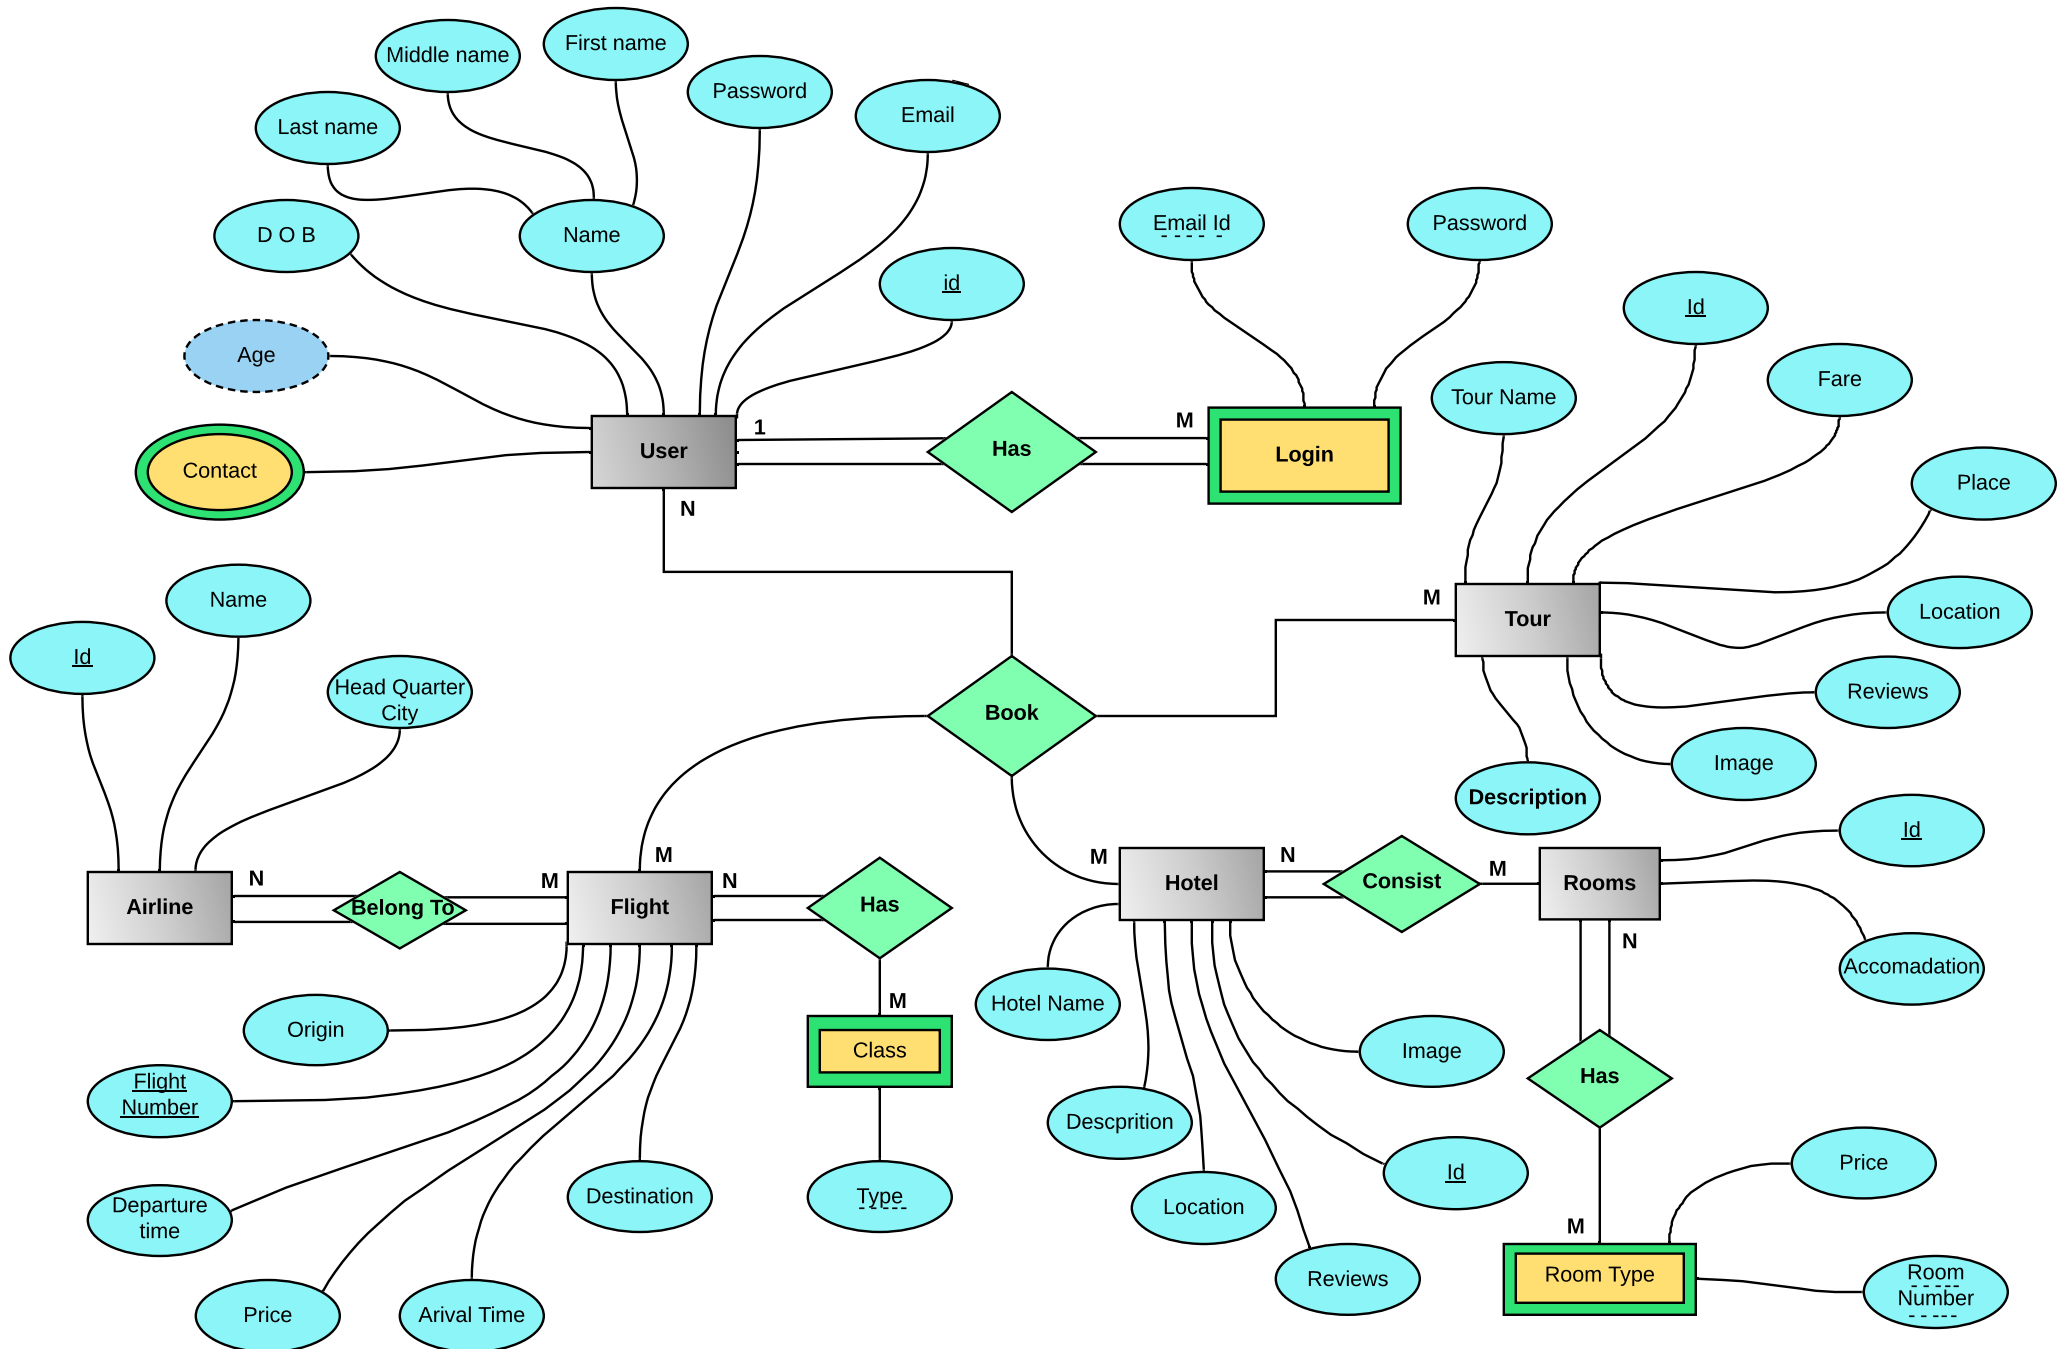 First name
Middle name
Password
Email
Last name
D O B
Name
Email Id
Password
id
Id
Age
Tour Name
Fare
Contact
User
1
Has
M
Login
Place
N
Name
Id
Head Quarter
City
M
Tour
Location
Reviews
Book
Image
Description
Id
M
M
N
M
Airline
N
Belong To
M
Flight
N
Has
Hotel
Consist
Rooms
N
Accomadation
M
Origin
Hotel Name
Class
Image
Has
Flight
Number
Descprition
Departure
time
Destination
Type
Location
Id
Price
M
Price
Arival Time
Reviews
Room Type
Room
Number